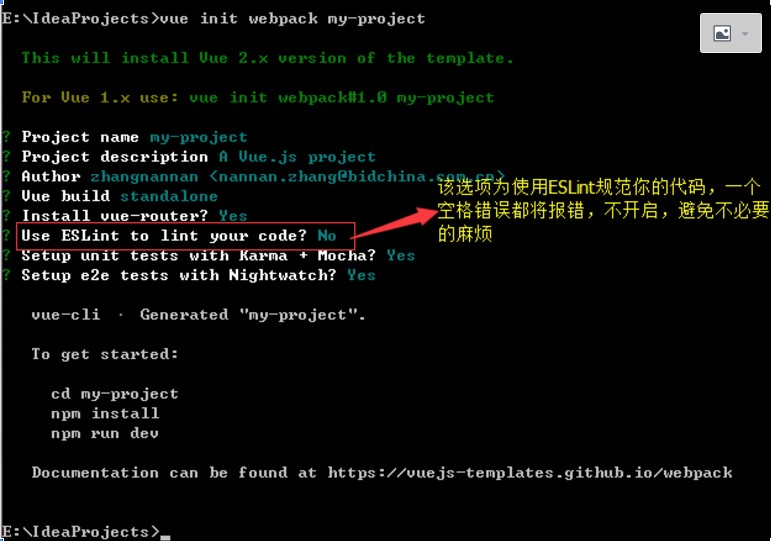 E:\IdeaProjects>vue init webpack my-project
This will install Vue 2.x version of the template.
For Vue 1.x use: vue init webpack#1.0 my-project
? Project name my-project
? Project description A Vue.js project
? Author zhangnannan <nannan.zhang@bidchina.com.cn>
? Vue build standalone
? Install vue-router? Yes
? Use ESLint to lint your code? No
? Setup unit tests with Karma + Mocha? Yes
? Setup e2e tests with Nightwatch? Yes
该选项为使用ESLint规范你的代码，一个
空格错误都将报错，不开启，避免不必要
的麻烦
vue-cli · Generated "my-project".
To get started:
cd my-project
npm install
npm run dev
Documentation can be found at https://vuejs-templates.github.io/webpack
E:\IdeaProjects>_